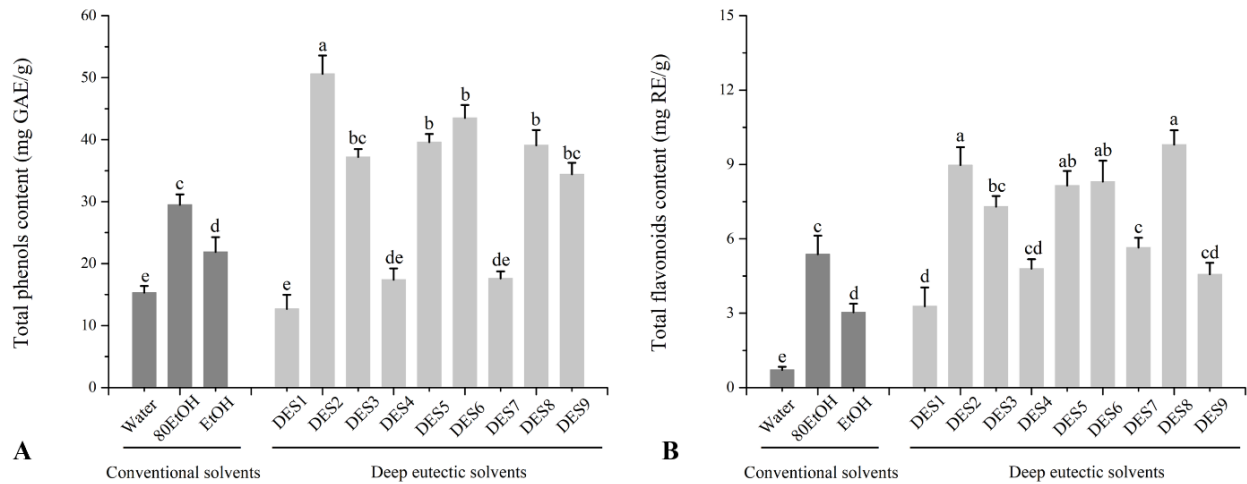 Total phenols content (mg GAE/g)
60
50
40
30
20
10
0
e
c
d
e
a
bc
de
b
b
de
b
bc
Water
80EtOH
EtOH
DES1
DES2
DES3
DES4
DES5
DES6
DES7
DES8
DES9
A
Conventional solvents
Deep eutectic solvents
Total flavonoids content (mg RE/g)
15
12
9
6
3
0
e
c
d
d
a
bc
cd
ab
ab
c
a
cd
Water
80EtOH
EtOH
DES1
DES2
DES3
DES4
DES5
DES6
DES7
DES8
DES9
B
Conventional solvents
Deep eutectic solvents